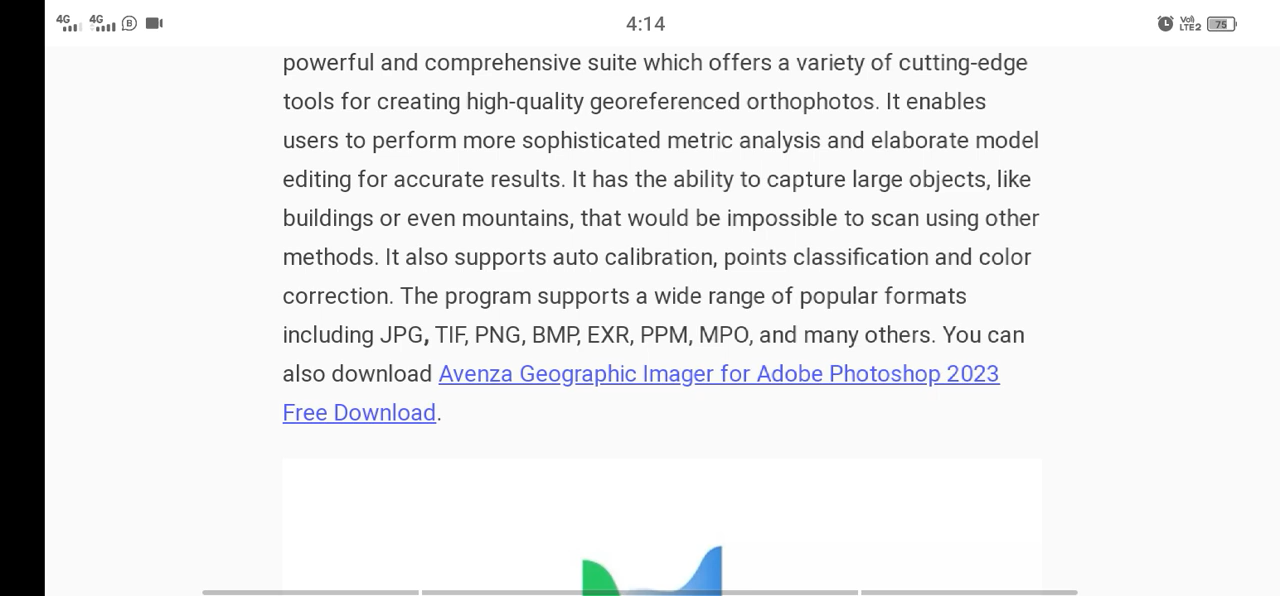 4G 4G B 4:14 Vo) LTE2 75
powerful and comprehensive suite which offers a variety of cutting-edge
tools for creating high-quality georeferenced orthophotos. It enables
users to perform more sophisticated metric analysis and elaborate model
editing for accurate results. It has the ability to capture large objects, like
buildings or even mountains, that would be impossible to scan using other
methods. It also supports auto calibration, points classification and color
correction. The program supports a wide range of popular formats
including JPG, TIF, PNG, BMP, EXR, PPM, MPO, and many others. You can
also download Avenza Geographic Imager for Adobe Photoshop 2023
Free Download.